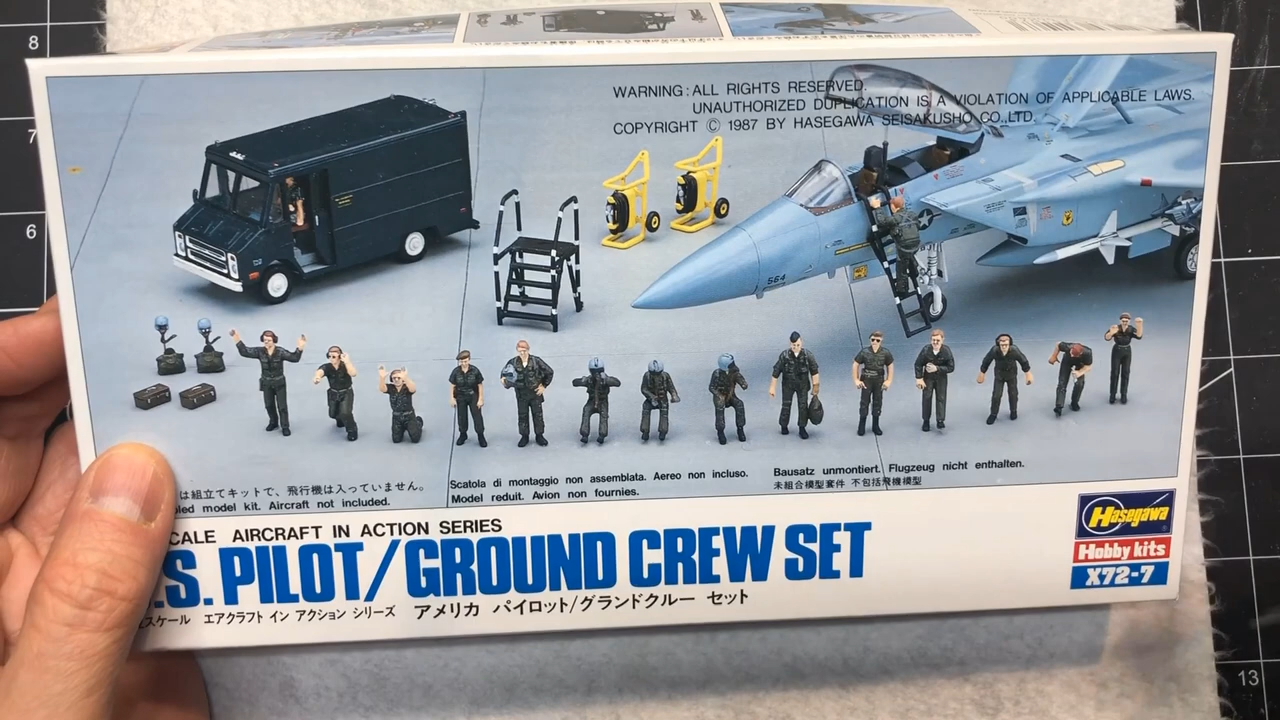 8
7
6
13
WARNING: ALL RIGHTS RESERVED.
UNAUTHORIZED DUPLICATION IS A VIOLATION OF APPLICABLE LAWS.
COPYRIGHT © 1987 BY HASEGAWA SEISAKUSHO CO., LTD.
564
は組立てキットで、飛行機は入っていません。
model kit. Aircraft not included.
Scatola di montaggio non assemblata. Aereo non incluso.
Model reduit. Avion non fournies.
Bausatz unmontiert. Flugzeug nicht enthalten.
未組合模型套件 不包括飛機模型
CALE AIRCRAFT IN ACTION SERIES
.S. PILOT/GROUND CREW SET
スケール エアクラフト イン アクション シリーズ アメリカ パイロット/グランドクルー セット
Hasegawa
Hobby kits
X72-7